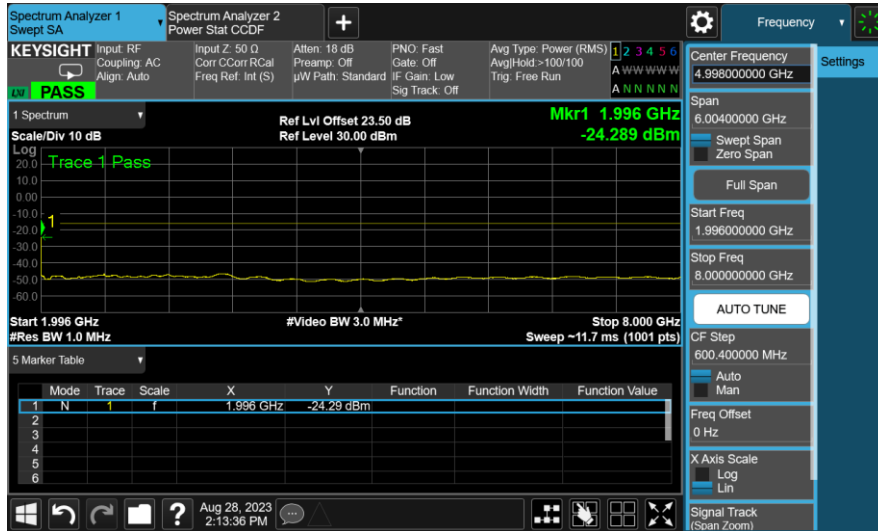 Spectrum Analyzer 1
Swept SA
Spectrum Analyzer 2
Power Stat CCDF
Frequency
KEYSIGHT
Input: RF
Coupling: AC
Align: Auto
Input Z: 50 Ω
Corr CCorr RCal
Freq Ref: Int (S)
Atten: 18 dB
Preamp: Off
µW Path: Standard
PNO: Fast
Gate: Off
IF Gain: Low
Sig Track: Off
Avg Type: Power (RMS)
Avg|Hold:>100/100
Trig: Free Run
1 2 3 4 5 6
A W W W W W
A N N N N N
LXI
PASS
1 Spectrum
Scale/Div 10 dB
Ref Lvl Offset 23.50 dB
Ref Level 30.00 dBm
Mkr1 1.996 GHz
-24.289 dBm
Log
Trace 1 Pass
20.0
10.0
0.00
-10.0
1
-20.0
-30.0
-40.0
-50.0
-60.0
Start 1.996 GHz
#Video BW 3.0 MHz*
Stop 8.000 GHz
#Res BW 1.0 MHz
Sweep ~11.7 ms (1001 pts)
5 Marker Table
Mode Trace Scale X Y Function Function Width Function Value
1 N 1 f 1.996 GHz -24.29 dBm
2
3
4
5
6
Aug 28, 2023
2:13:36 PM
Settings
Center Frequency
4.998000000 GHz
Span
6.00400000 GHz
Swept Span
Zero Span
Full Span
Start Freq
1.996000000 GHz
Stop Freq
8.000000000 GHz
AUTO TUNE
CF Step
600.400000 MHz
Auto
Man
Freq Offset
0 Hz
X Axis Scale
Log
Lin
Signal Track
(Span Zoom)